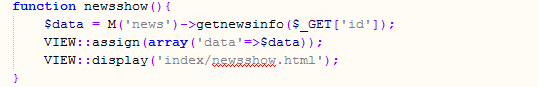 function newsshow(){
$data = M('news')->getnewsinfo($_GET['id']);
VIEW::assign(array('data'=>$data));
VIEW::display('index/newsshow.html');
}